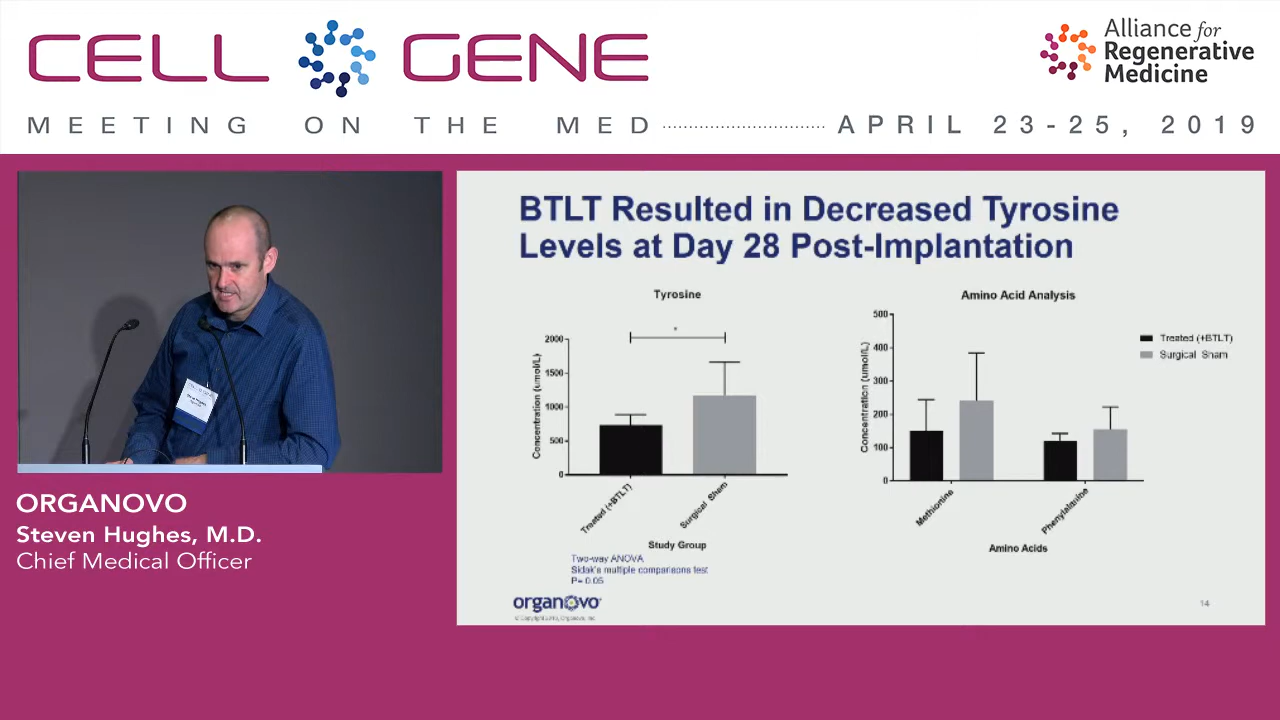 CELL GENE
Alliance for
Regenerative
Medicine
MEETING ON THE MED APRIL 23-25, 2019
BTLT Resulted in Decreased Tyrosine
Levels at Day 28 Post-Implantation
Tyrosine
2000
1500
1000
500
0
Concentration (umol/L)
*
Treated (+BTLT)
Surgical Sham
Study Group
Two-way ANOVA
Sidak's multiple comparisons test
P= 0.05
Amino Acid Analysis
500
400
300
200
100
0
Concentration (umol/L)
Treated (+BTLT)
Surgical Sham
Methionine
Phenylalanine
Amino Acids
organovo
14
ORGANOVO
Steven Hughes, M.D.
Chief Medical Officer